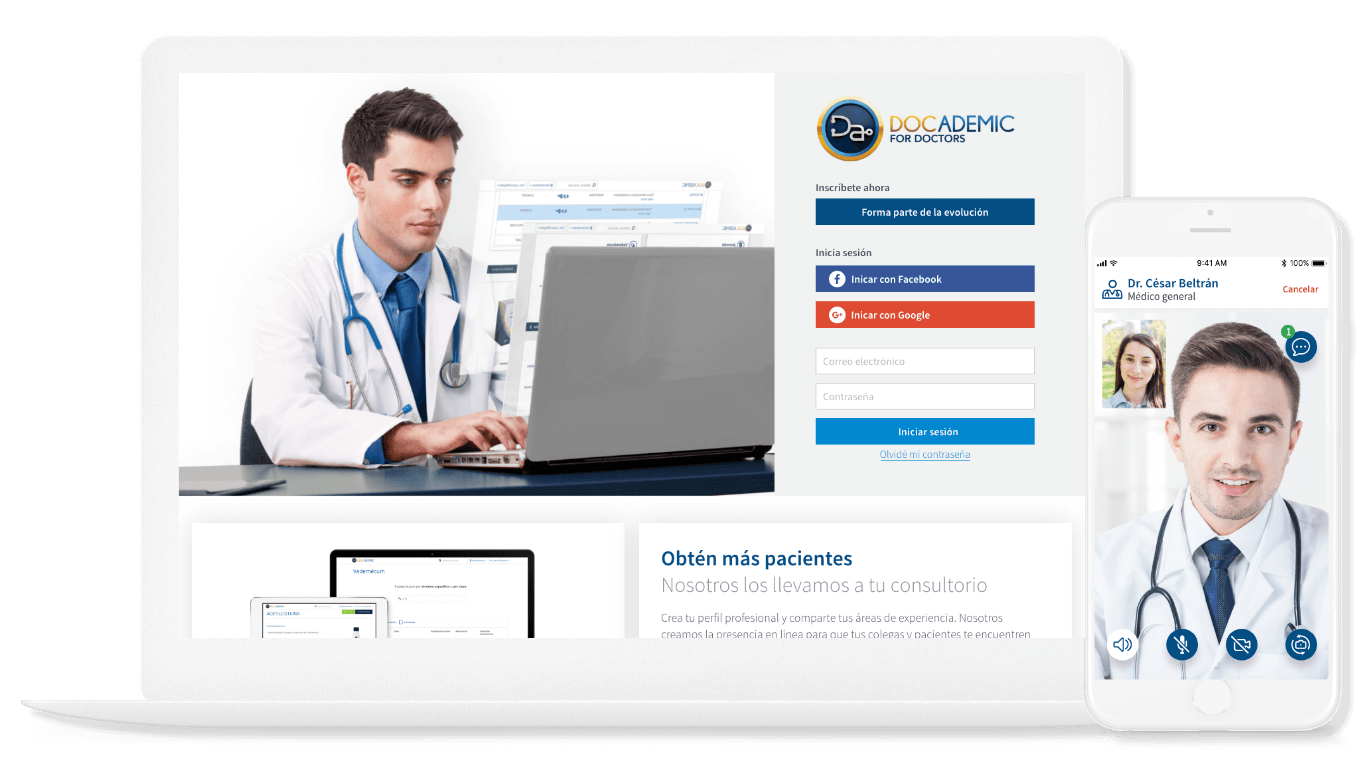 Da
DOCADEMIC
FOR DOCTORS
Inscríbete ahora
Forma parte de la evolución
Inicia sesión
Inicar con Facebook
G+ Inicar con Google
Correo electrónico
Contraseña
Iniciar sesión
Olvidé mi contraseña
Vademécum
Obtén más pacientes
Nosotros los llevamos a tu consultorio
Crea tu perfil profesional y comparte tus áreas de experiencia. Nosotros
creamos la presencia en línea para que tus colegas y pacientes te encuentren
9:41 AM
100%
Dr. César Beltrán
Médico general
Cancelar
1